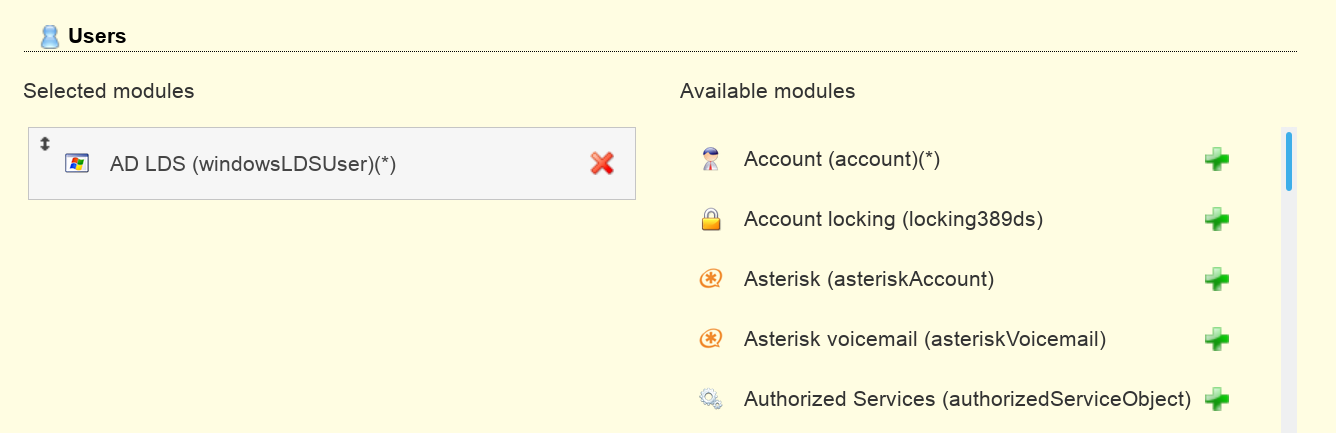 Users
Selected modules
Available modules
AD LDS (windowsLDSUser)(*)
Account (account)(*)
Account locking (locking389ds)
Asterisk (asteriskAccount)
Asterisk voicemail (asteriskVoicemail)
Authorized Services (authorizedServiceObject)